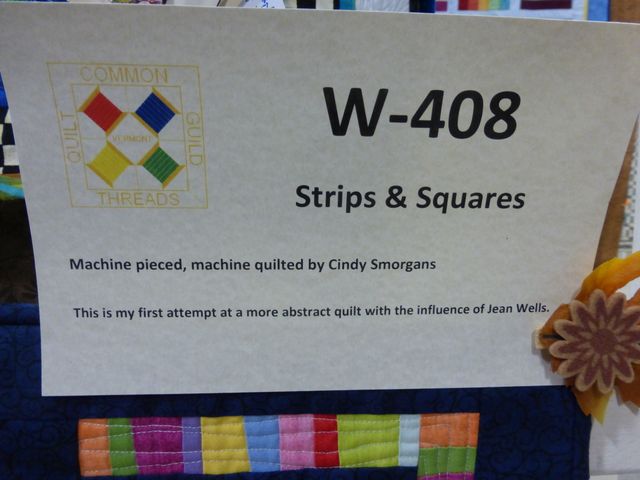 COMMON
QUILT
GUILD
VERMONT
THREADS
W-408
Strips & Squares
Machine pieced, machine quilted by Cindy Smorgans
This is my first attempt at a more abstract quilt with the influence of Jean Wells.